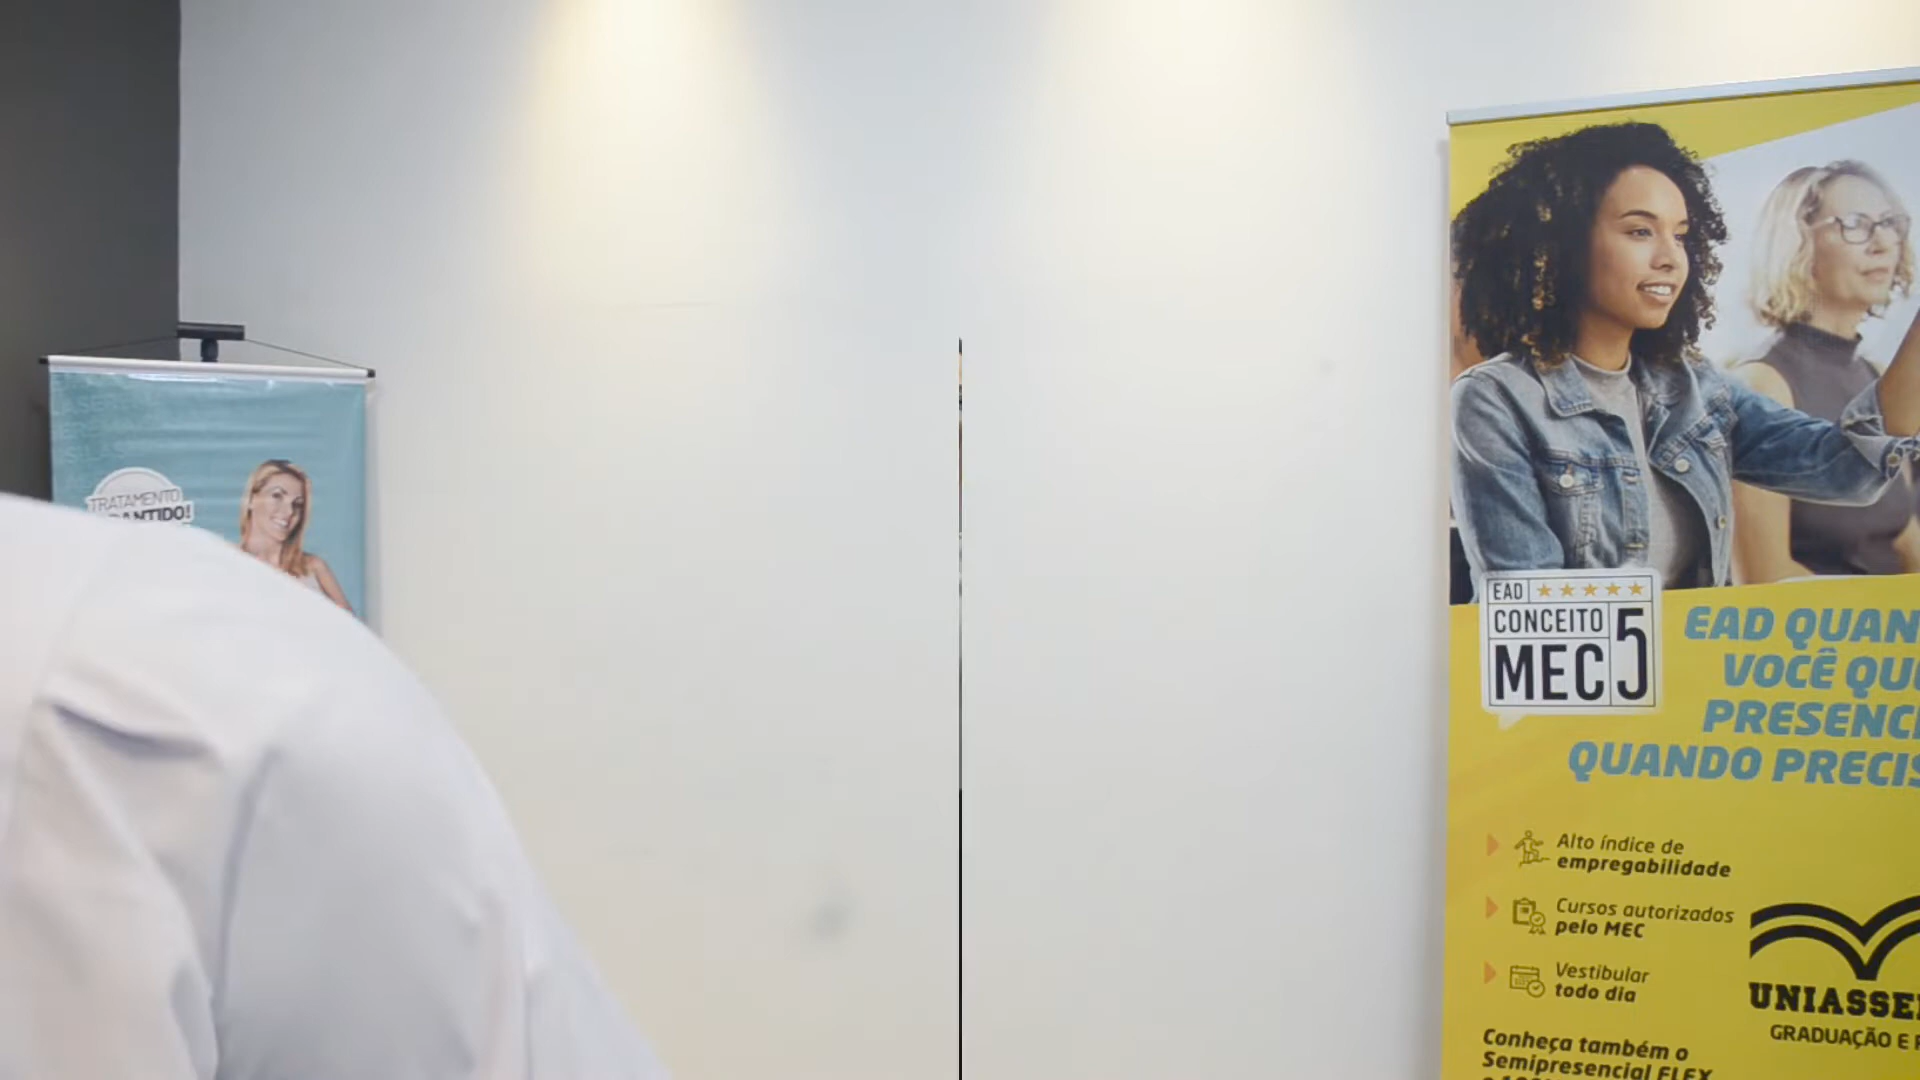 TRATAMENTO
EAD
CONCEITO
MEC 5
EAD QUAN
VOCÊ QU
PRESENC
QUANDO PRECIS
Alto índice de
empregabilidade
Cursos autorizados
pelo MEC
Vestibular
todo dia
UNIASSE
GRADUAÇÃO E
Conheça também o
Semipresencial FLEX